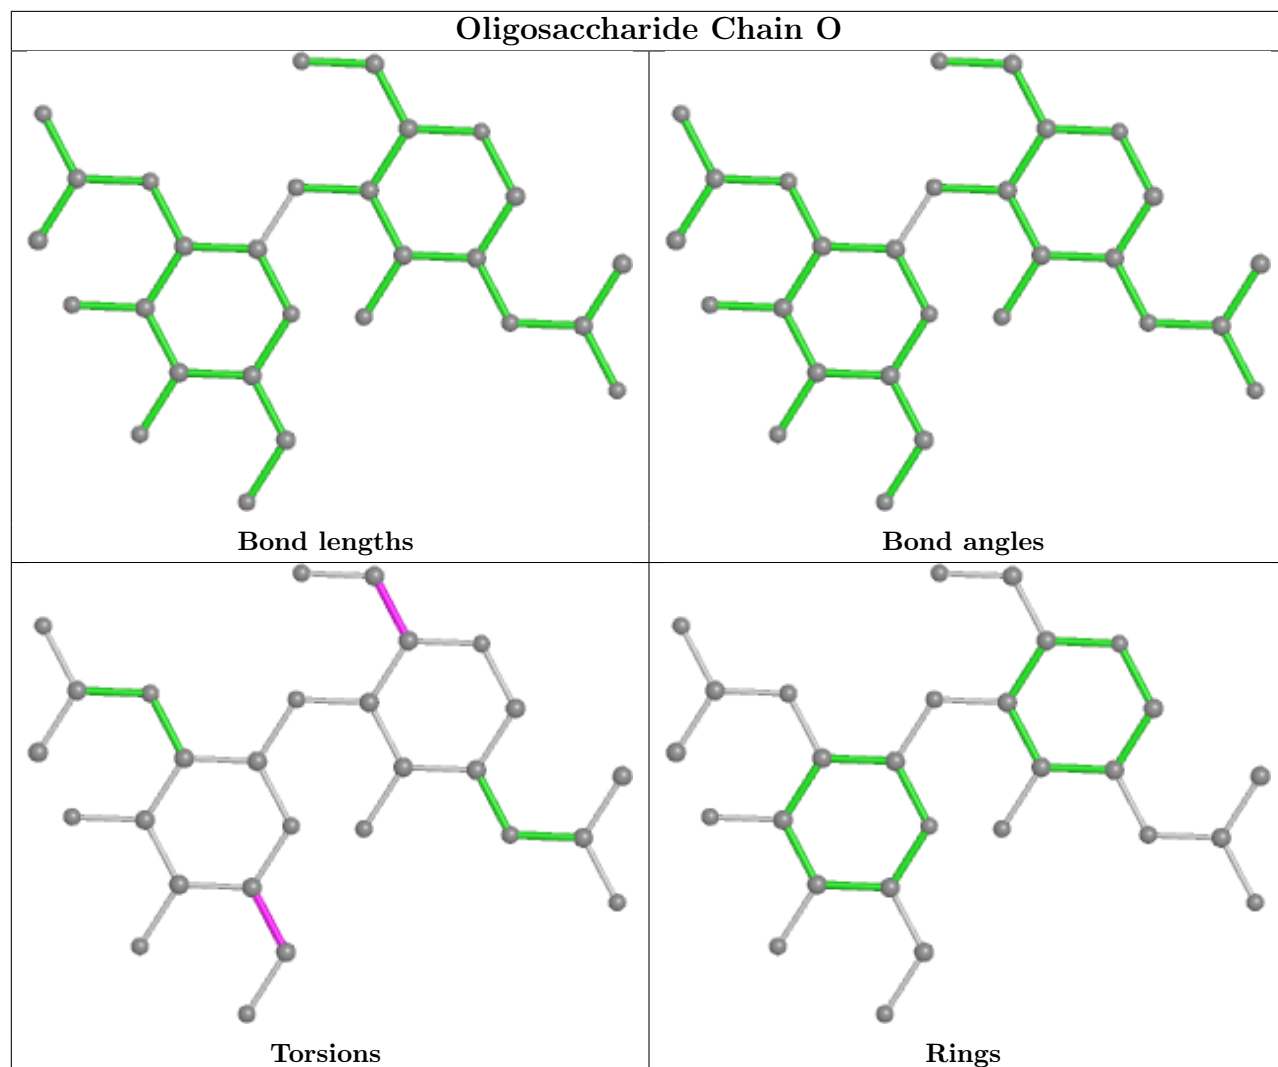 Oligosaccharide Chain O
Bond lengths
Bond angles
Torsions
Rings